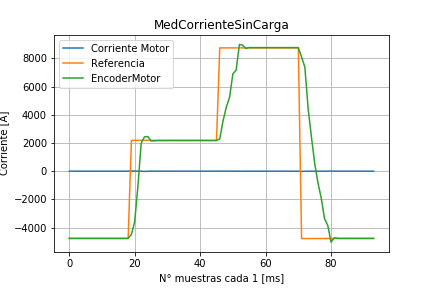 MedCorrienteSinCarga
Corriente Motor
Referencia
EncoderMotor
Corriente [A]
8000
6000
4000
2000
0
−2000
−4000
0 20 40 60 80
N° muestras cada 1 [ms]